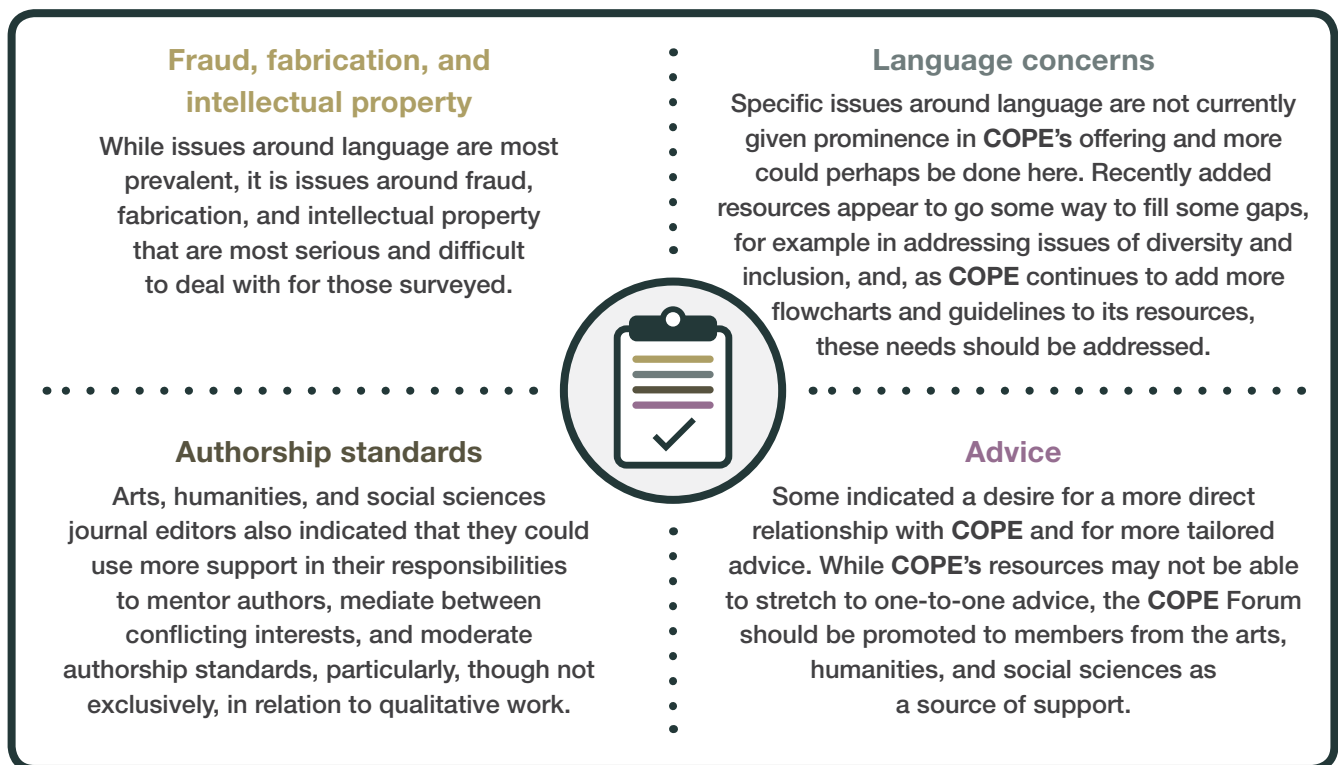 Fraud, fabrication, and
intellectual property
While issues around language are most
prevalent, it is issues around fraud,
fabrication, and intellectual property
that are most serious and difficult
to deal with for those surveyed.
Language concerns
Specific issues around language are not currently
given prominence in COPE’s offering and more
could perhaps be done here. Recently added
resources appear to go some way to fill some gaps,
for example in addressing issues of diversity and
inclusion, and, as COPE continues to add more
flowcharts and guidelines to its resources,
these needs should be addressed.
Authorship standards
Arts, humanities, and social sciences
journal editors also indicated that they could
use more support in their responsibilities
to mentor authors, mediate between
conflicting interests, and moderate
authorship standards, particularly, though not
exclusively, in relation to qualitative work.
Advice
Some indicated a desire for a more direct
relationship with COPE and for more tailored
advice. While COPE’s resources may not be able
to stretch to one-to-one advice, the COPE Forum
should be promoted to members from the arts,
humanities, and social sciences as
a source of support.